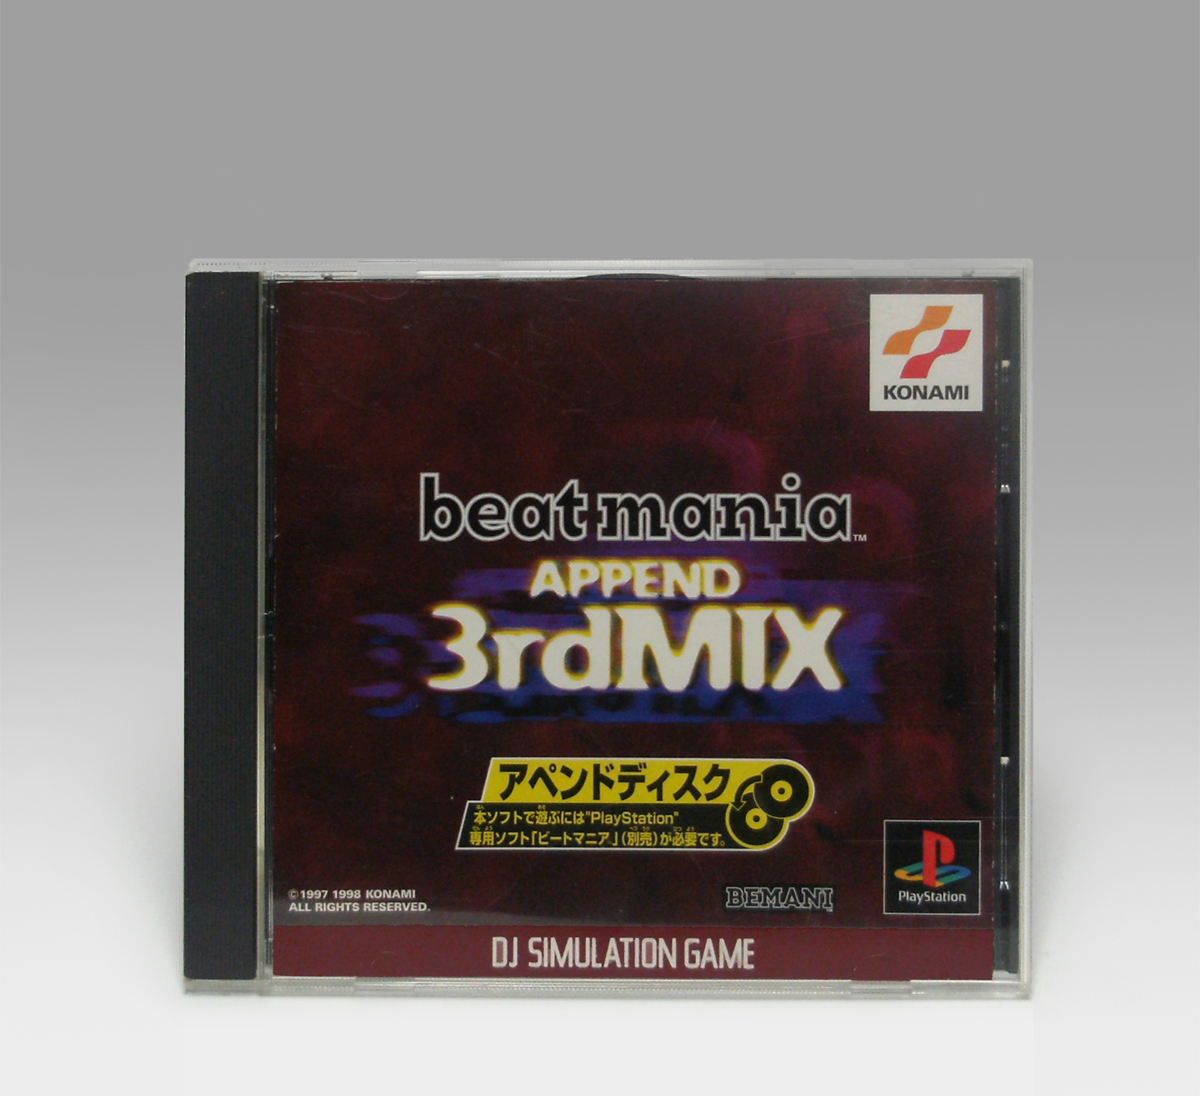 KONAMI
beatmania™
APPEND
3rdMIX
アペンドディスク
本ソフトで遊ぶには"PlayStation"
専用ソフト「ビートマニア」(別売)が必要です。
©1997 1998 KONAMI
ALL RIGHTS RESERVED.
BEMANI
PlayStation
DJ SIMULATION GAME